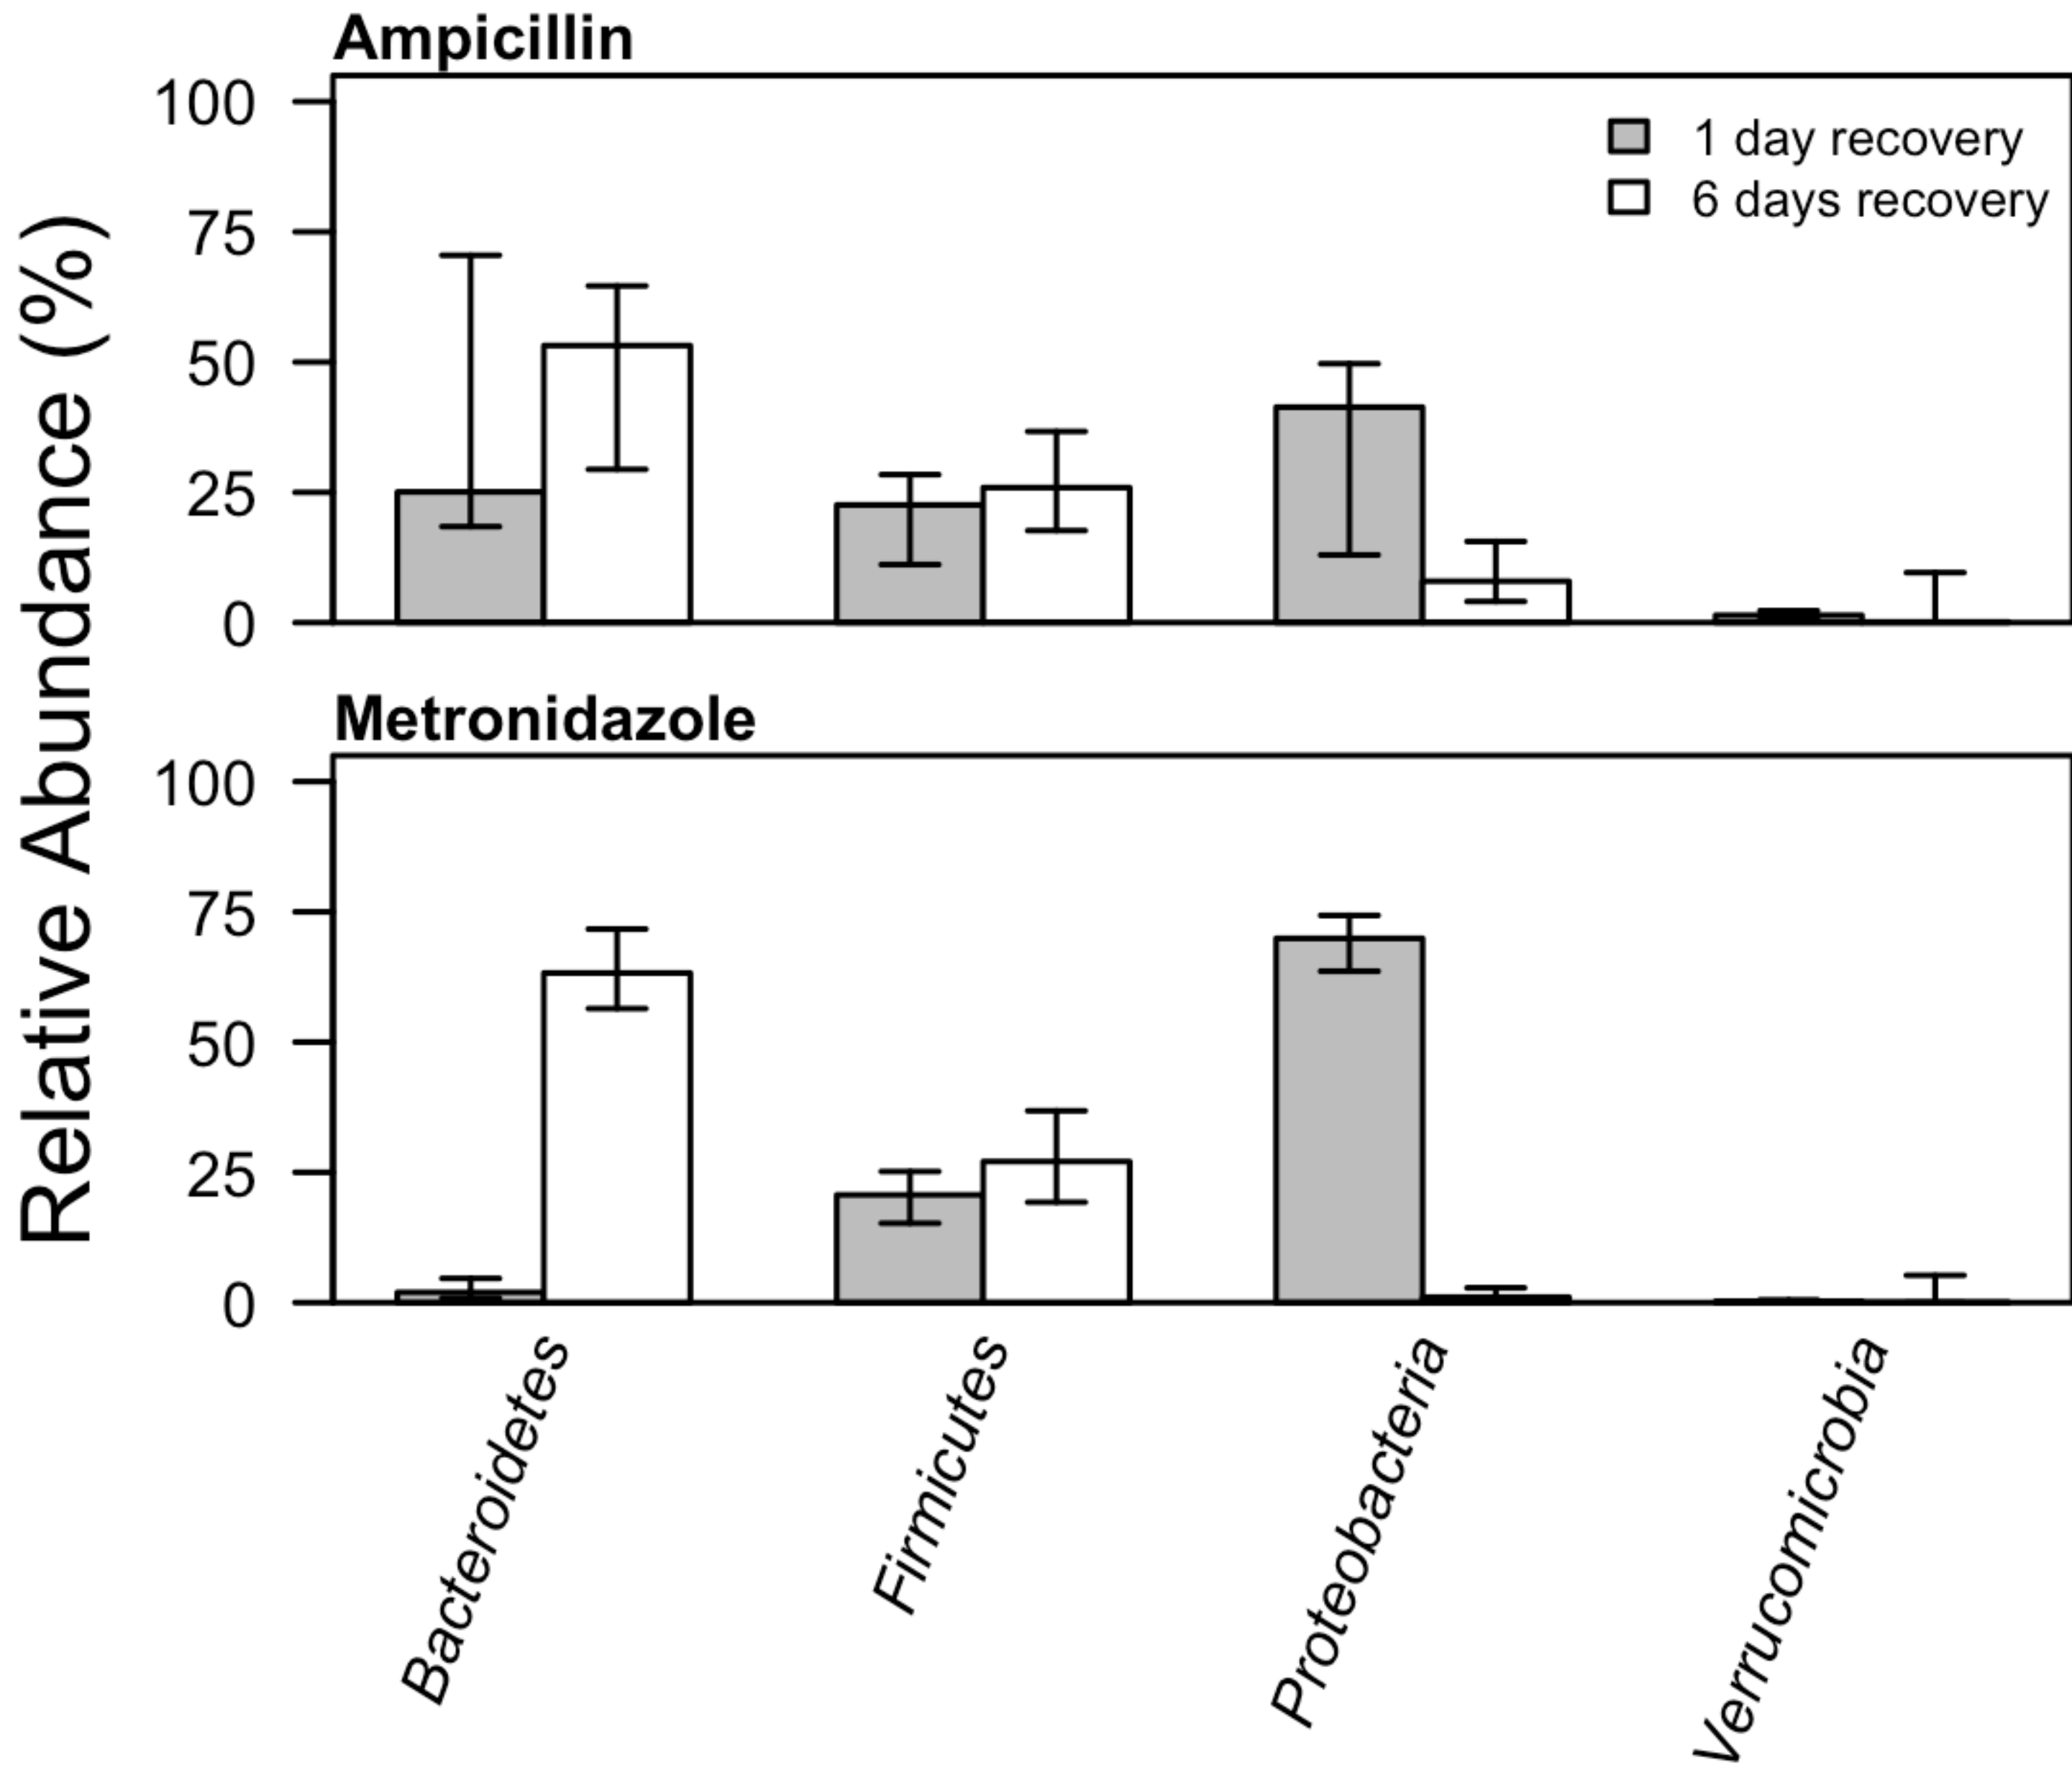 Ampicillin
100
75
50
25
0
1 day recovery
6 days recovery
Relative Abundance (%)
Metronidazole
100
75
50
25
0
Bacteroidetes
Firmicutes
Proteobacteria
Verrucomicrobia